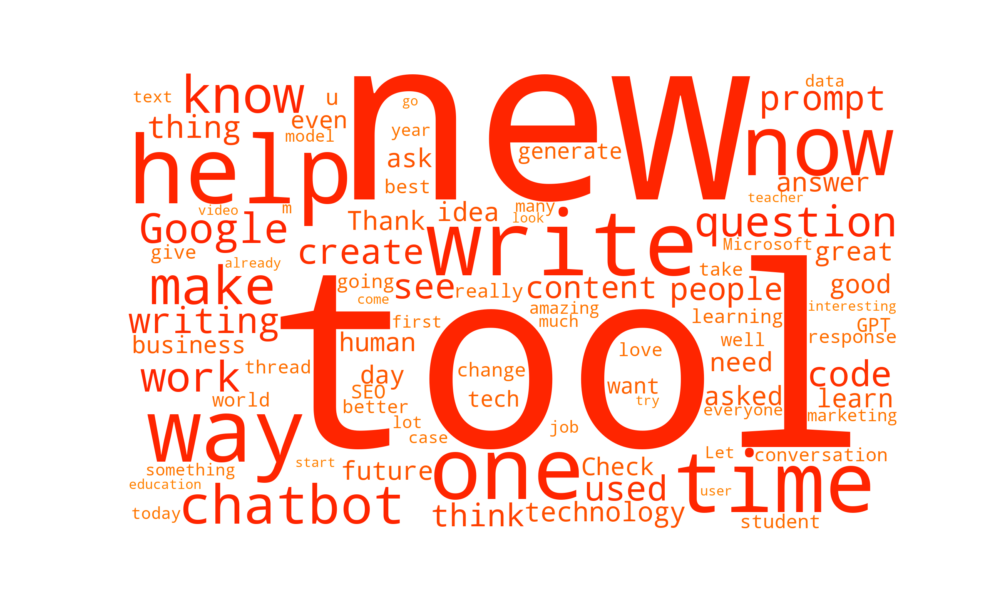 new
data
text
know
u
go
prompt
thing
even
year
now
model
help
ask
generate
best
answer
teacher
video
m
Thank
idea
many
look
Google
write
question
give
create
Microsoft
great
already
make
going
see
really
content
people
take
good
come
amazing
interesting
writing
first
much
learning
GPT
business
human
tool
love
well
response
work
thread
day
change
want
need
code
world
SEO
tech
try
asked
learn
better
everyone
marketing
way
lot
case
job
something
start
future
one
Check
Let
conversation
education
used
user
time
today
chatbot
think
technology
student